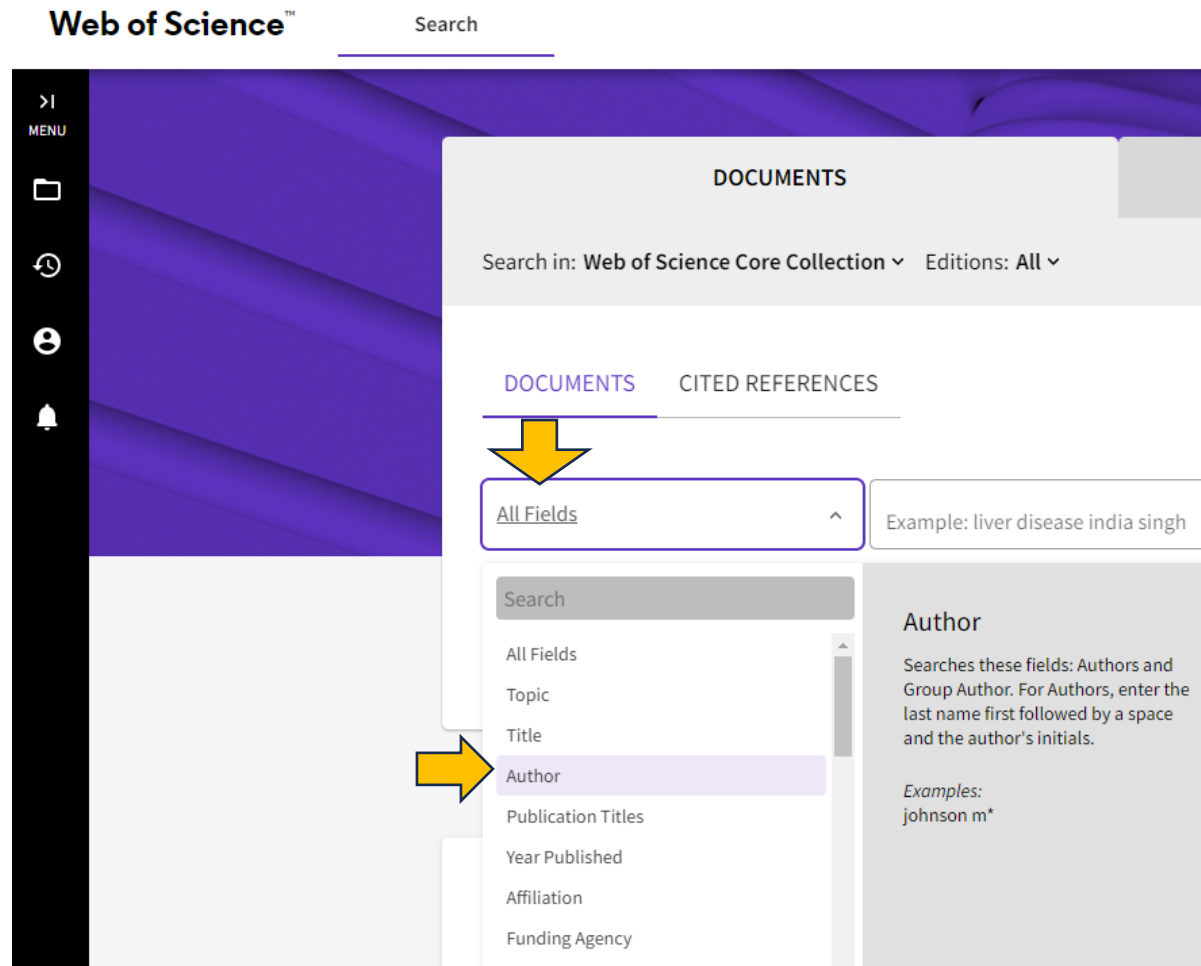 Web of Science™
Search
MENU
DOCUMENTS
Search in: Web of Science Core Collection Editions: All
DOCUMENTS CITED REFERENCES
All Fields
Example: liver disease india singh
Search
All Fields
Topic
Title
Author
Publication Titles
Year Published
Affiliation
Funding Agency
Author
Searches these fields: Authors and
Group Author. For Authors, enter the
last name first followed by a space
and the author's initials.
Examples:
johnson m*